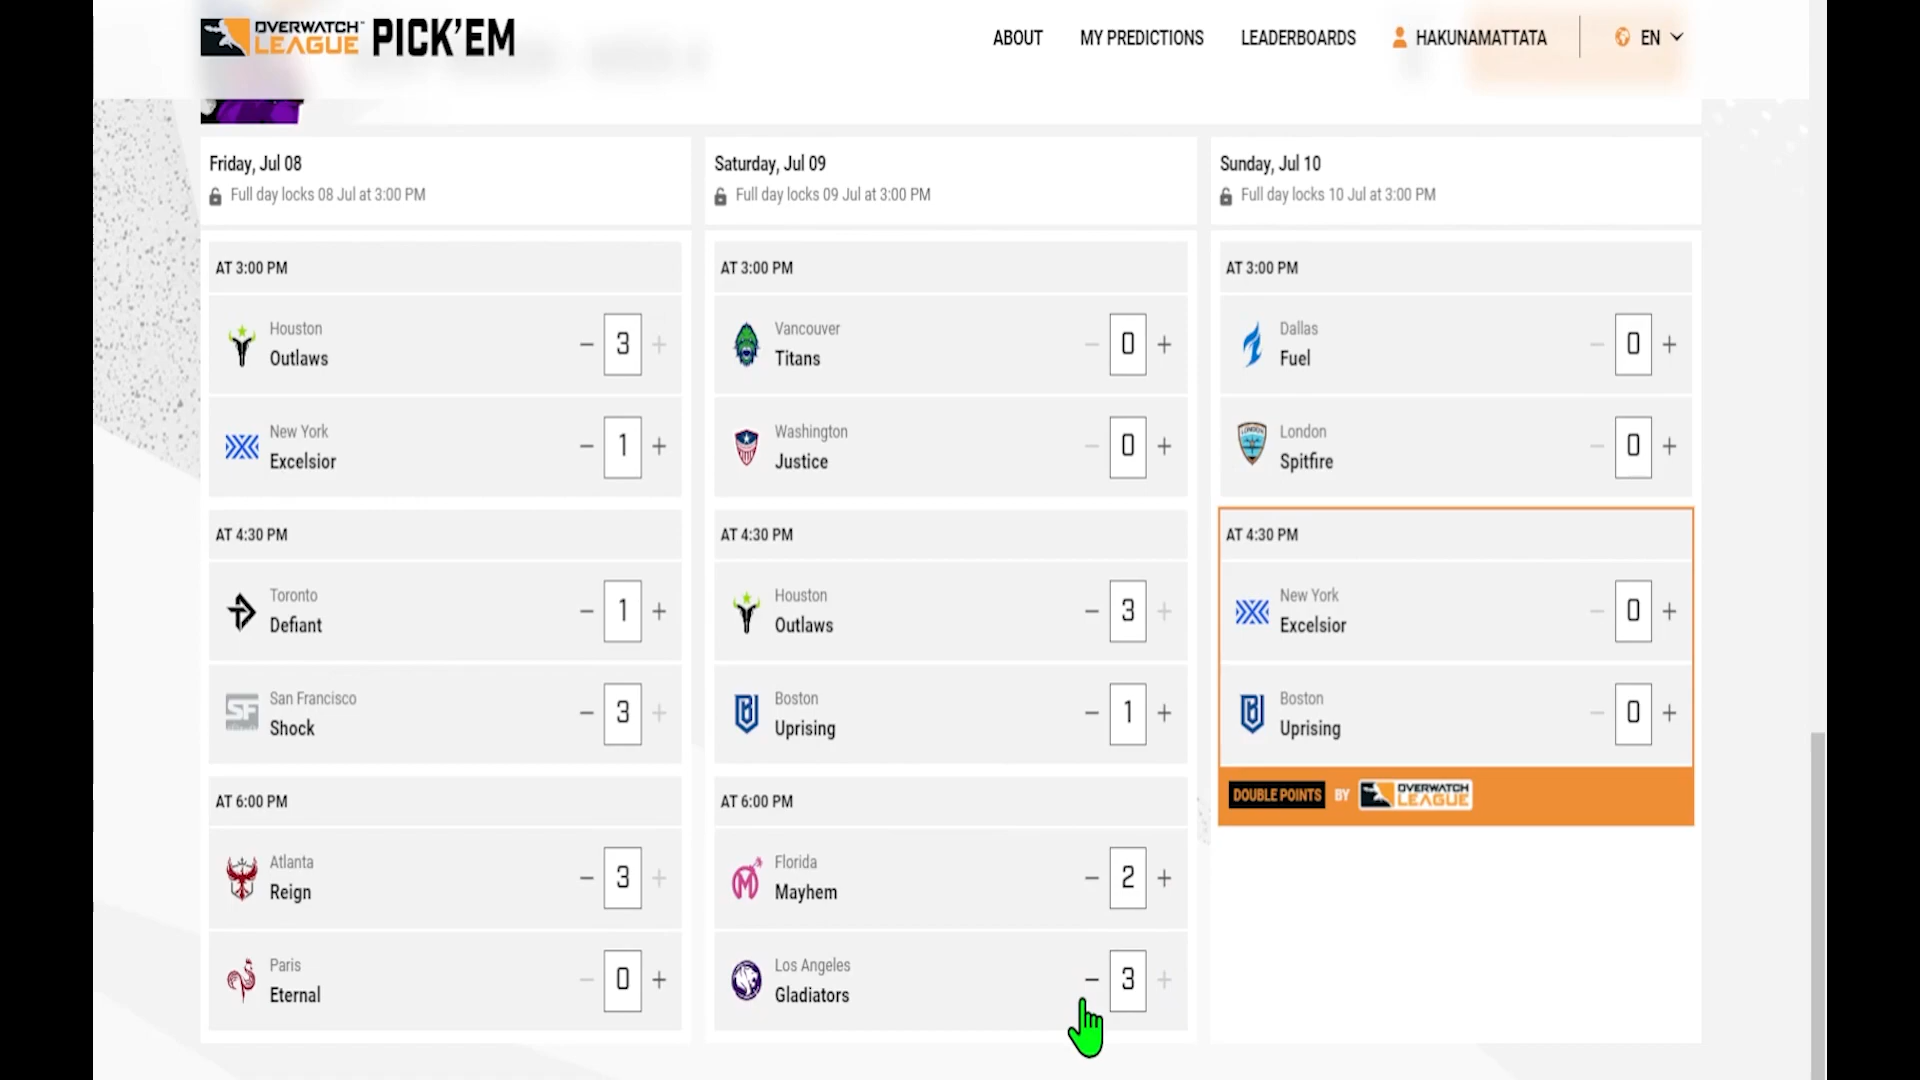 OVERWATCH LEAGUE PICK'EM
ABOUT
MY PREDICTIONS
LEADERBOARDS
HAKUNAMATTATA
EN
Friday, Jul 08
Full day locks 08 Jul at 3:00 PM
AT 3:00 PM
Houston
Outlaws
3
New York
Excelsior
1
AT 4:30 PM
Toronto
Defiant
1
San Francisco
Shock
3
AT 6:00 PM
Atlanta
Reign
3
Paris
Eternal
0
Saturday, Jul 09
Full day locks 09 Jul at 3:00 PM
AT 3:00 PM
Vancouver
Titans
0
Washington
Justice
0
AT 4:30 PM
Houston
Outlaws
3
Boston
Uprising
1
AT 6:00 PM
Florida
Mayhem
2
Los Angeles
Gladiators
3
Sunday, Jul 10
Full day locks 10 Jul at 3:00 PM
AT 3:00 PM
Dallas
Fuel
0
London
Spitfire
0
AT 4:30 PM
New York
Excelsior
0
Boston
Uprising
0
DOUBLE POINTS BY OVERWATCH LEAGUE